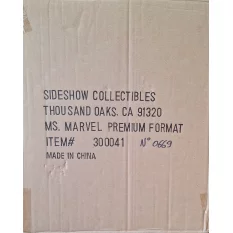 SIDESHOW COLLECTIBLES
THOUSAND OAKS, CA 91320
MS. MARVEL PREMIUM FORMAT
ITEM# 300041 N° 0669
MADE IN CHINA